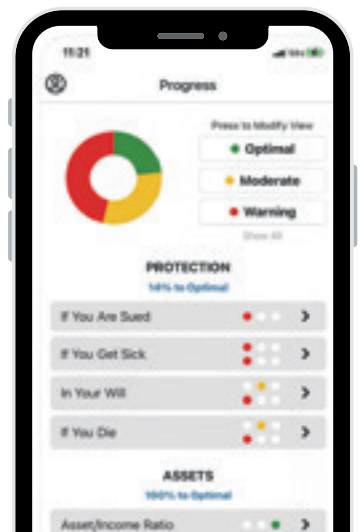 11:21
Progress
Press to Modify View
Optimal
Moderate
Warning
Show All
PROTECTION
14% to Optimal
If You Are Sued
If You Get Sick
In Your Will
If You Die
ASSETS
100% to Optimal
Asset/Income Ratio